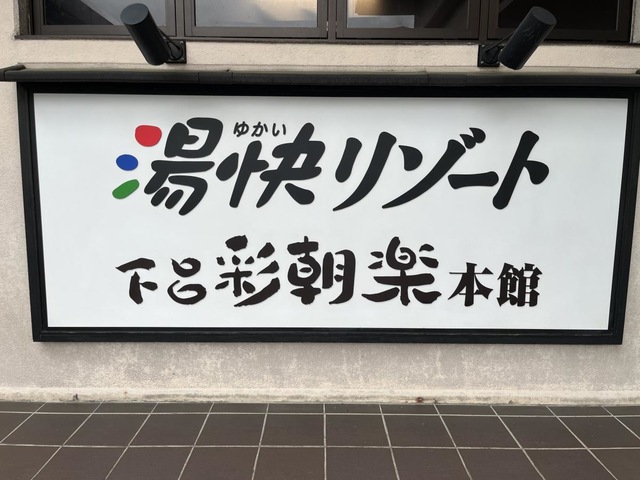 ゆかい
湯快リゾート
下呂彩朝楽本館